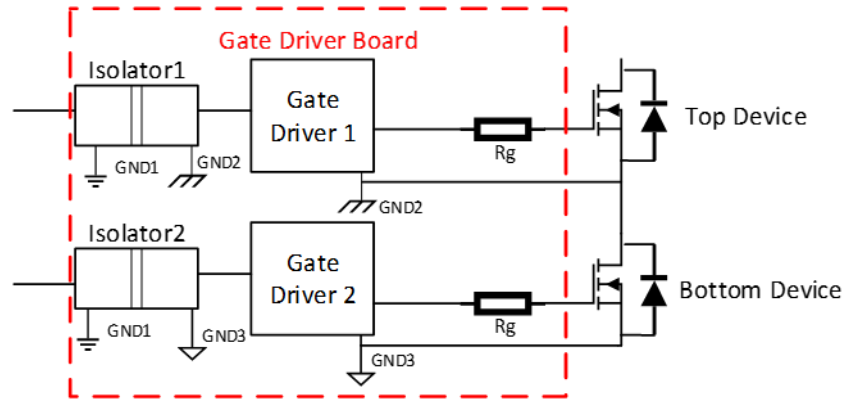 Gate Driver Board
Isolator1
Gate
Driver 1
Top Device
Rg
GND1
GND2
GND2
Isolator2
Gate
Driver 2
Bottom Device
Rg
GND1
GND3
GND3